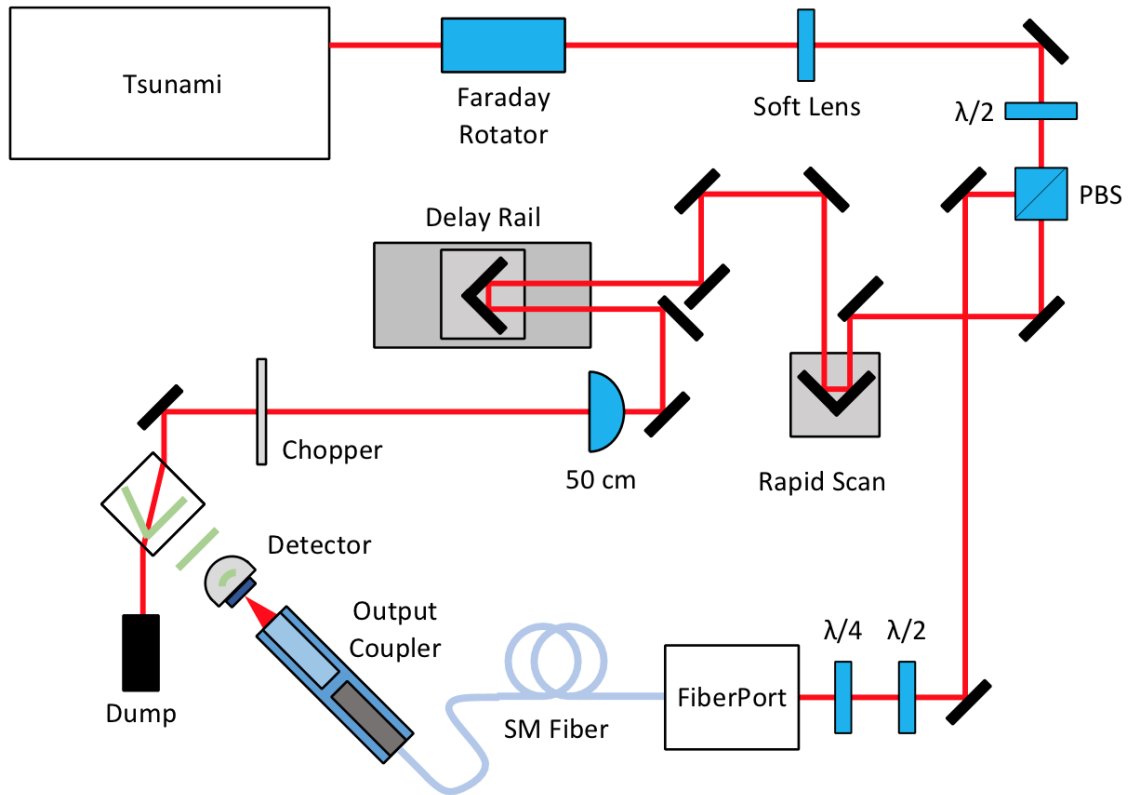 Tsunami
Faraday
Rotator
Soft Lens
λ/2
PBS
Delay Rail
Chopper
50 cm
Rapid Scan
Detector
Output
Coupler
Dump
SM Fiber
FiberPort
λ/4
λ/2